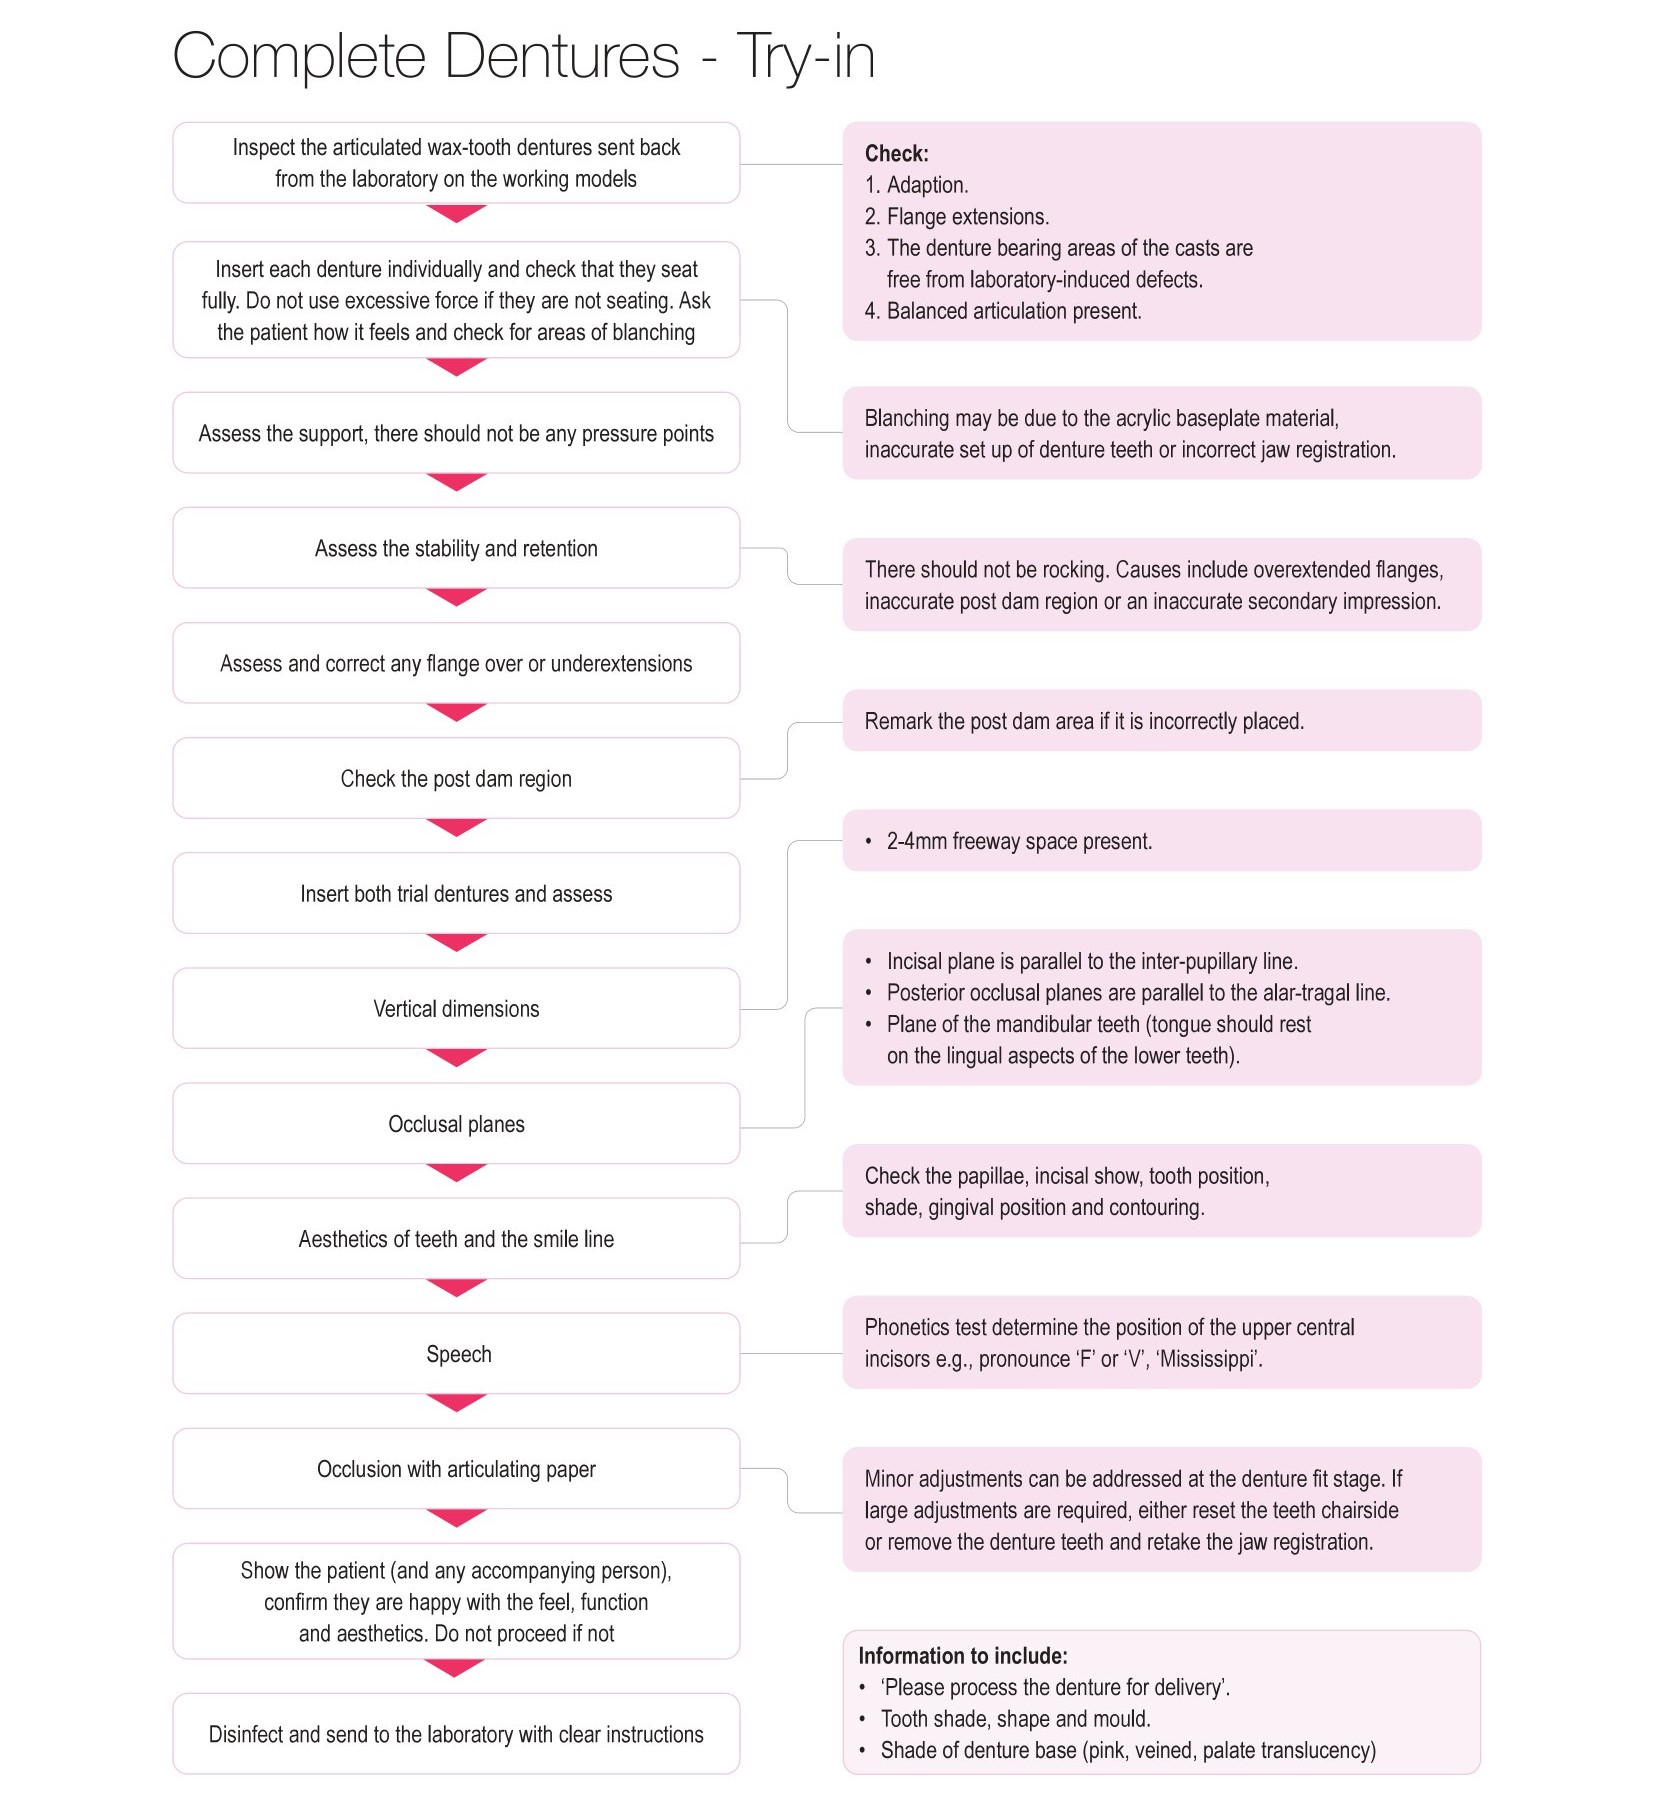 Complete Dentures - Try-in
Inspect the articulated wax-tooth dentures sent back
from the laboratory on the working models
Check:
1. Adaption.
2. Flange extensions.
3. The denture bearing areas of the casts are
free from laboratory-induced defects.
4. Balanced articulation present.
Insert each denture individually and check that they seat
fully. Do not use excessive force if they are not seating. Ask
the patient how it feels and check for areas of blanching
Blanching may be due to the acrylic baseplate material,
inaccurate set up of denture teeth or incorrect jaw registration.
Assess the support, there should not be any pressure points
Assess the stability and retention
There should not be rocking. Causes include overextended flanges,
inaccurate post dam region or an inaccurate secondary impression.
Assess and correct any flange over or underextensions
Check the post dam region
Remark the post dam area if it is incorrectly placed.
Insert both trial dentures and assess
Vertical dimensions
• 2-4mm freeway space present.
Occlusal planes
• Incisal plane is parallel to the inter-pupillary line.
• Posterior occlusal planes are parallel to the alar-tragal line.
• Plane of the mandibular teeth (tongue should rest
on the lingual aspects of the lower teeth).
Aesthetics of teeth and the smile line
Check the papillae, incisal show, tooth position,
shade, gingival position and contouring.
Speech
Phonetics test determine the position of the upper central
incisors e.g., pronounce ‘F’ or ‘V’, ‘Mississippi’.
Occlusion with articulating paper
Minor adjustments can be addressed at the denture fit stage. If
large adjustments are required, either reset the teeth chairside
or remove the denture teeth and retake the jaw registration.
Show the patient (and any accompanying person),
confirm they are happy with the feel, function
and aesthetics. Do not proceed if not
Disinfect and send to the laboratory with clear instructions
Information to include:
• ‘Please process the denture for delivery’.
• Tooth shade, shape and mould.
• Shade of denture base (pink, veined, palate translucency)